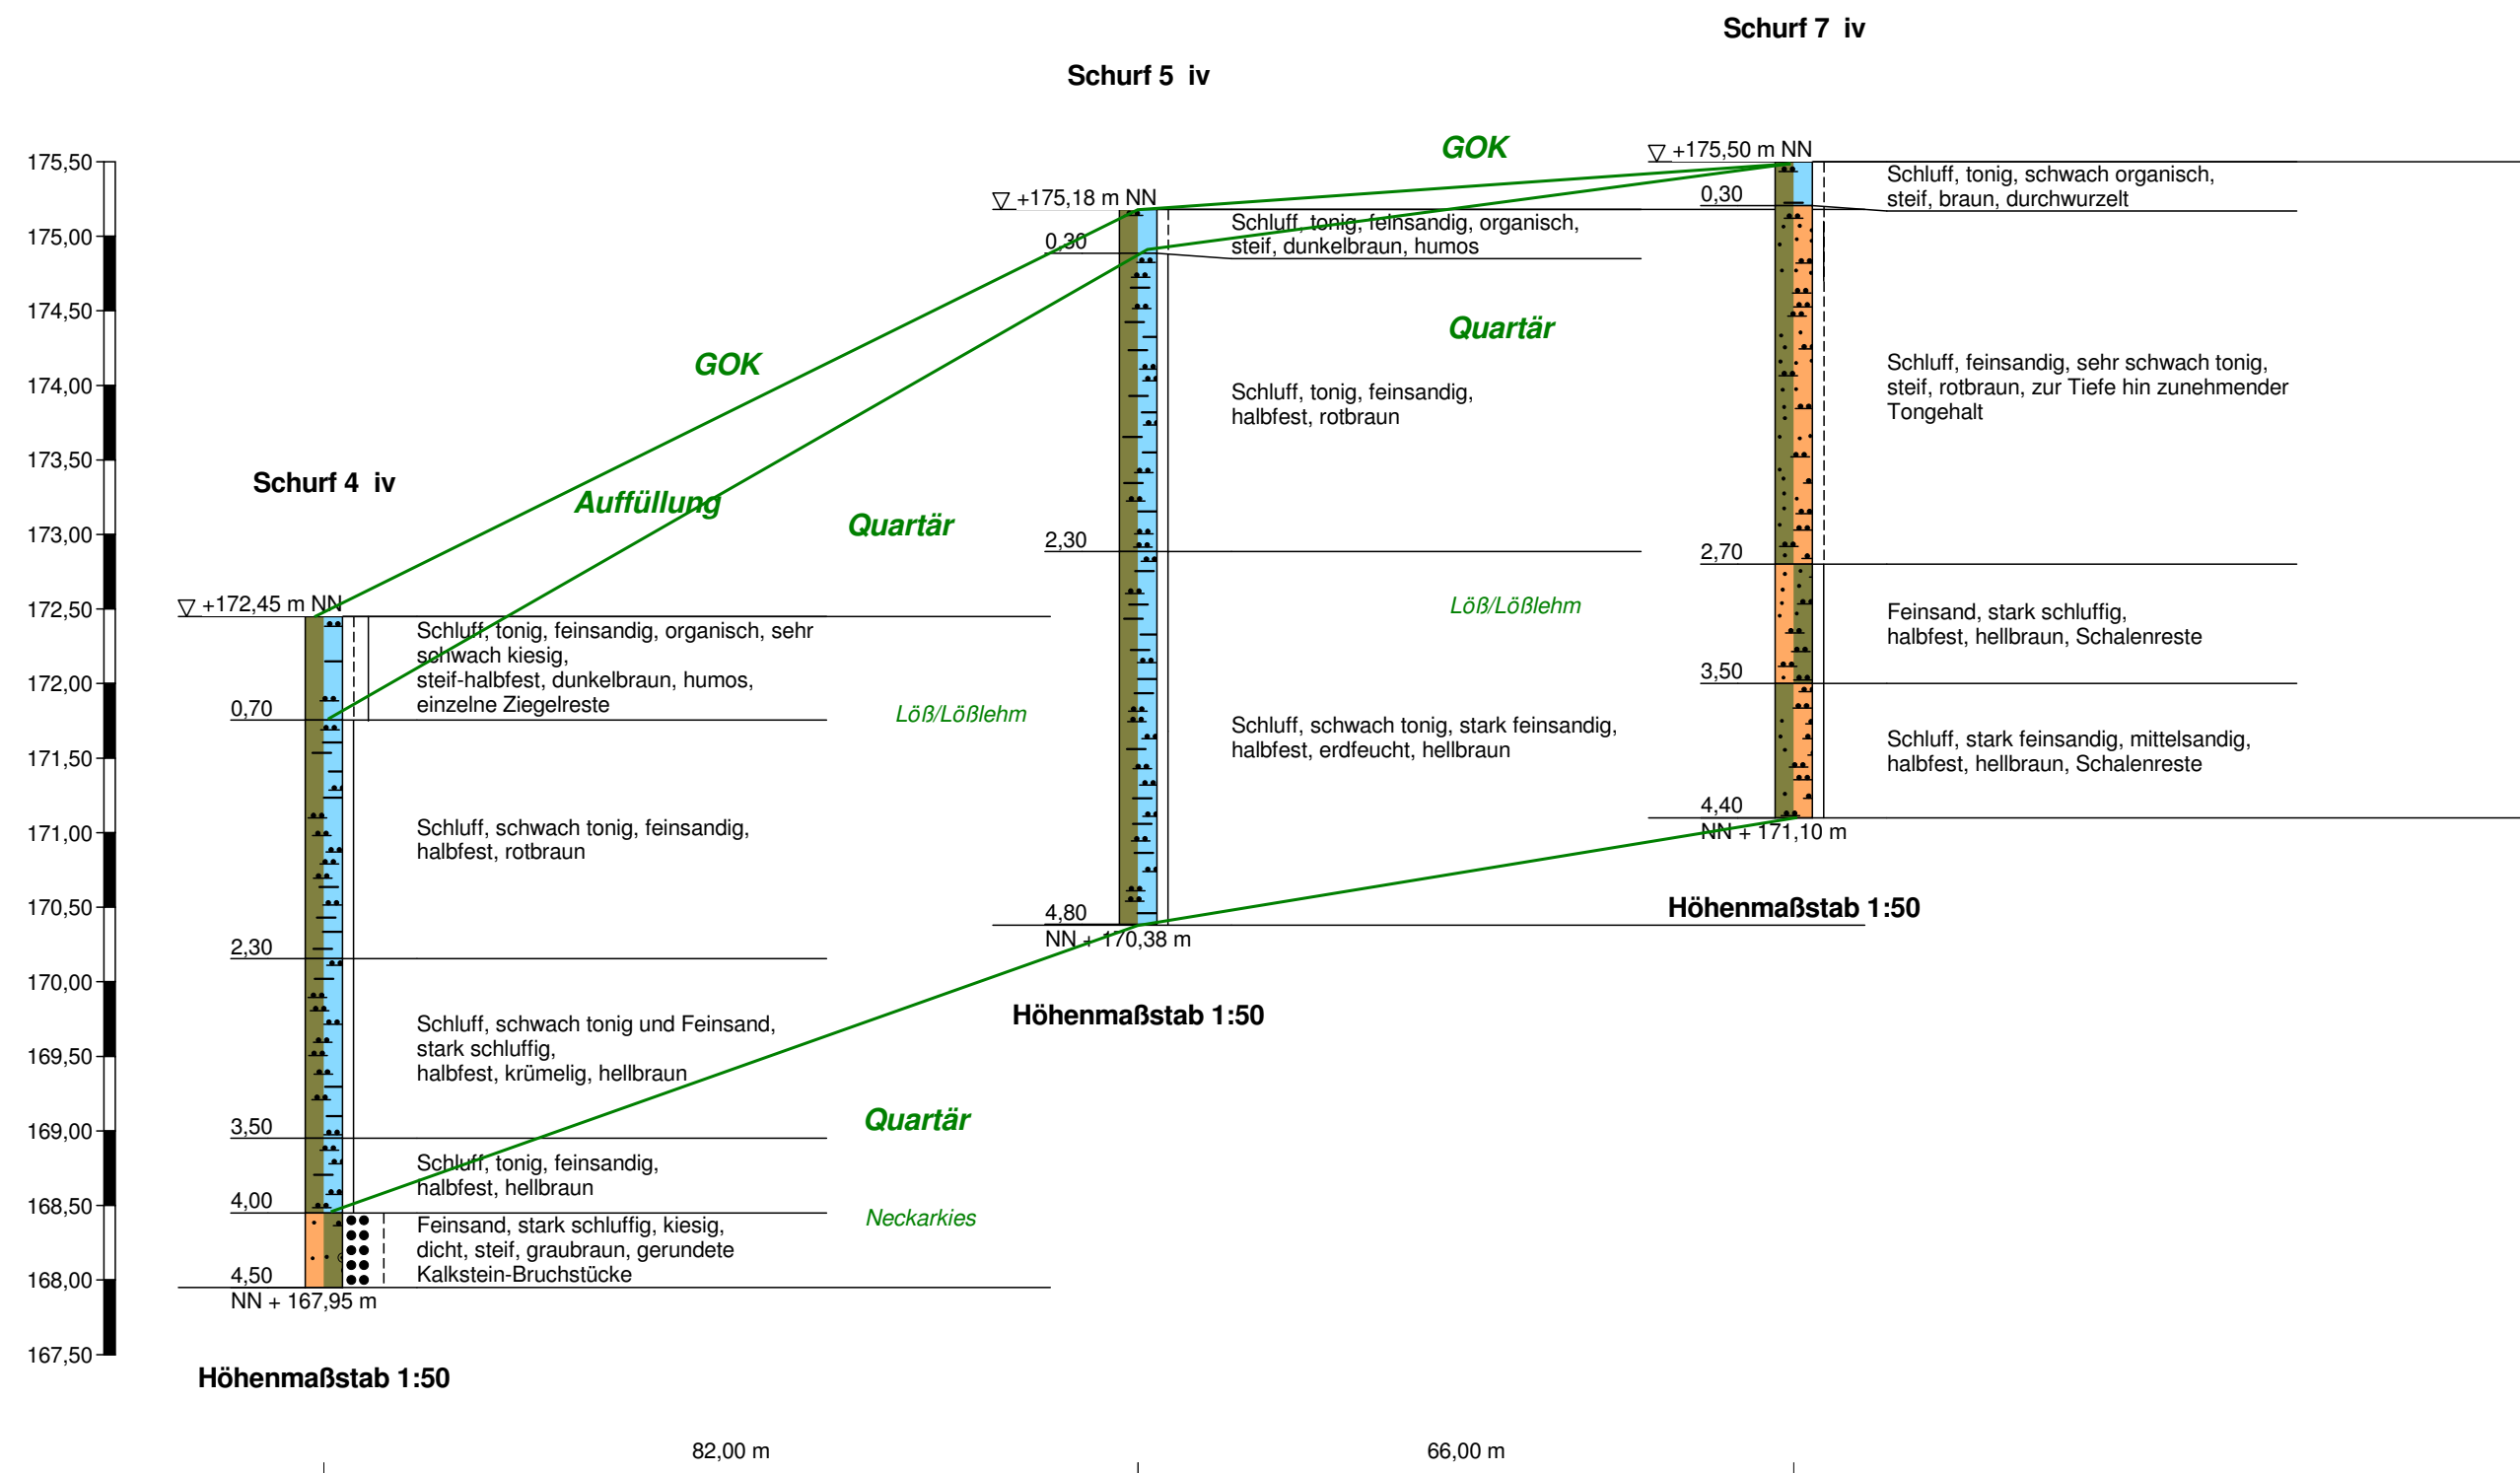 Schurf 7 iv
Schurf 5 iv
GOK
+175,50 m NN
175,50
Schluff, tonig, schwach organisch,
steif, braun, durchwurzelt
0,30
+175,18 m NN
Schluff, tonig, feinsandig, organisch,
steif, dunkelbraun, humos
0,30
175,00
174,50
Quartär
GOK
174,00
Schluff, tonig, feinsandig,
halbfest, rotbraun
Schluff, feinsandig, sehr schwach tonig,
steif, rotbraun, zur Tiefe hin zunehmender
Tongehalt
173,50
Schurf 4 iv
Auffüllung
Quartär
173,00
2,30
2,70
172,50
+172,45 m NN
Löß/Lößlehm
Feinsand, stark schluffig,
halbfest, hellbraun, Schalenreste
Schluff, tonig, feinsandig, organisch, sehr
schwach kiesig,
steif-halbfest, dunkelbraun, humos,
einzelne Ziegelreste
172,00
3,50
0,70
Löß/Lößlehm
Schluff, schwach tonig, stark feinsandig,
halbfest, erdfeucht, hellbraun
Schluff, stark feinsandig, mittelsandig,
halbfest, hellbraun, Schalenreste
171,50
4,40
NN + 171,10 m
171,00
Schluff, schwach tonig, feinsandig,
halbfest, rotbraun
170,50
4,80
NN + 170,38 m
Höhenmaßstab 1:50
2,30
170,00
Höhenmaßstab 1:50
Schluff, schwach tonig und Feinsand,
stark schluffig,
halbfest, krümelig, hellbraun
169,50
3,50
169,00
Quartär
Schluff, tonig, feinsandig,
halbfest, hellbraun
168,50
4,00
Neckarkies
Feinsand, stark schluffig, kiesig,
dicht, steif, graubraun, gerundete
Kalkstein-Bruchstücke
168,00
4,50
NN + 167,95 m
167,50
Höhenmaßstab 1:50
82,00 m
66,00 m